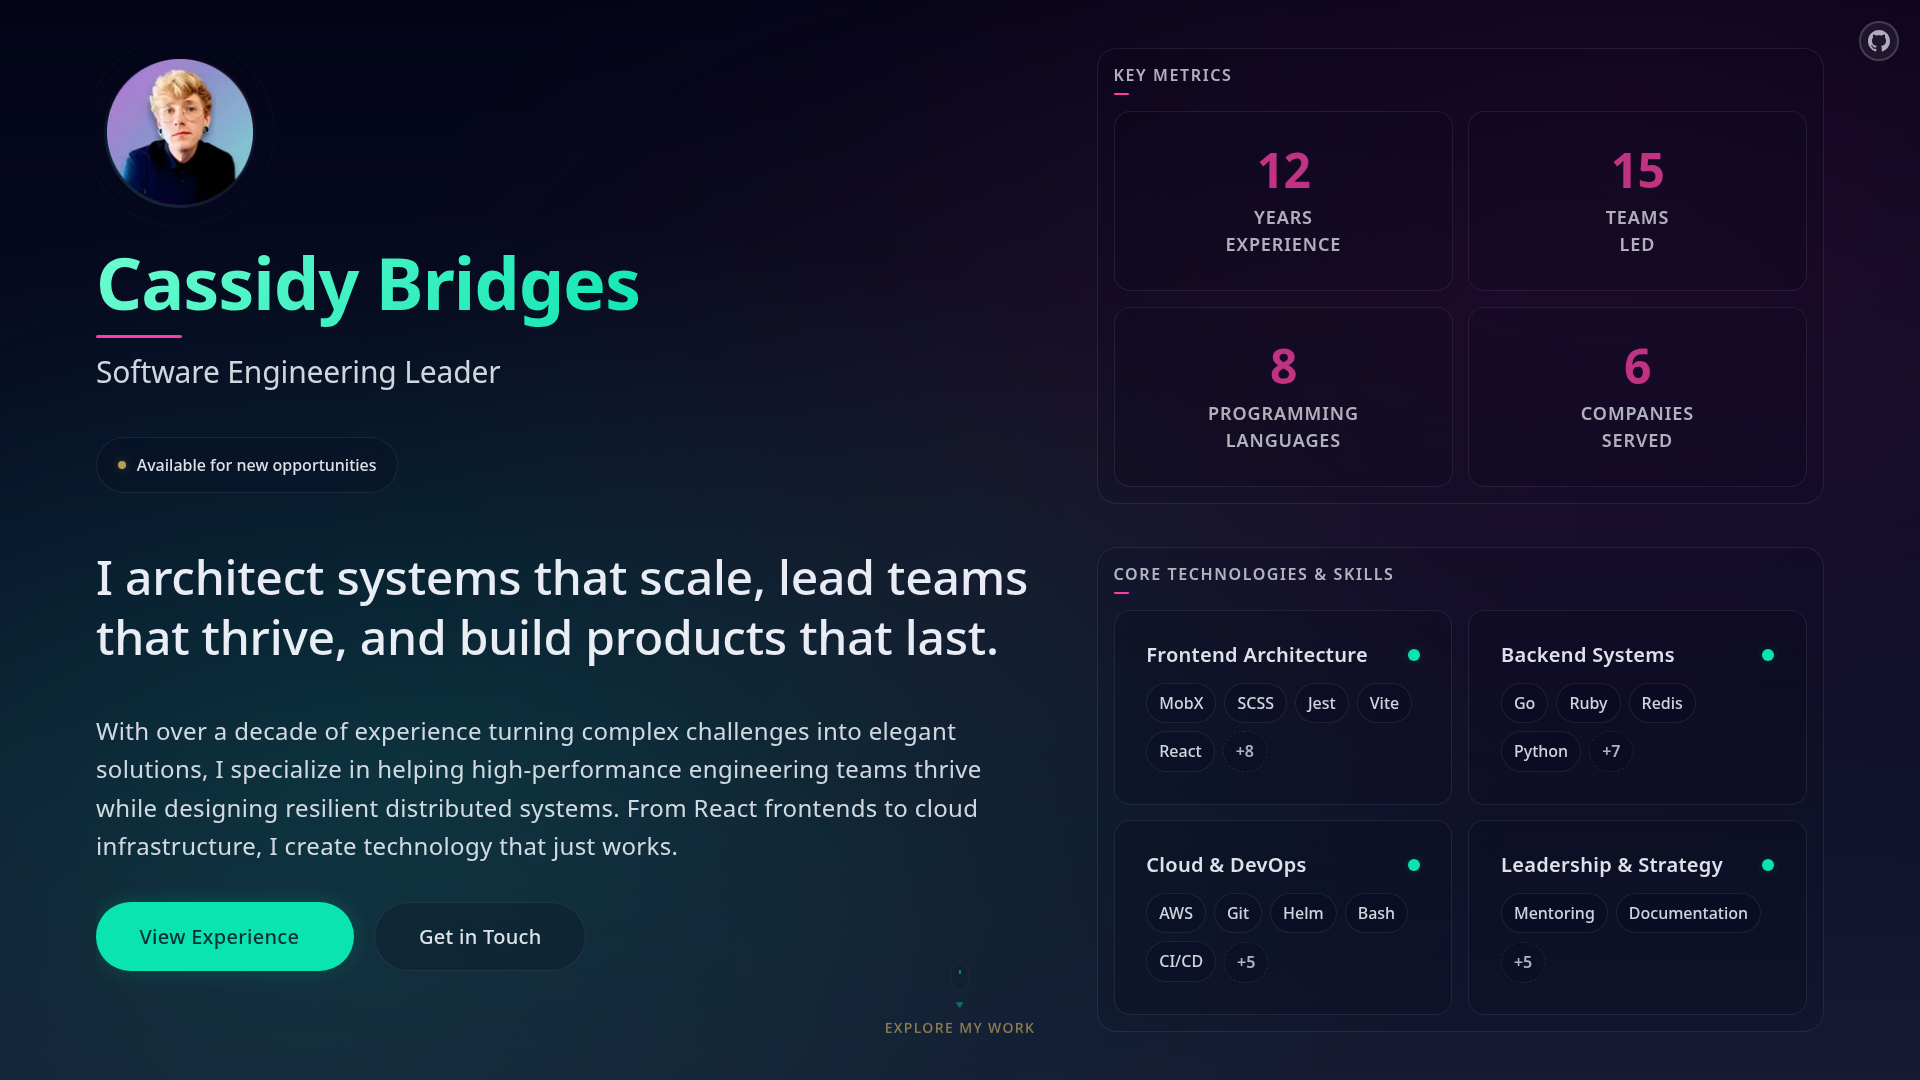 Cassidy Bridges
Software Engineering Leader
Available for new opportunities
I architect systems that scale, lead teams
that thrive, and build products that last.
With over a decade of experience turning complex challenges into elegant
solutions, I specialize in helping high-performance engineering teams thrive
while designing resilient distributed systems. From React frontends to cloud
infrastructure, I create technology that just works.
View Experience
Get in Touch
EXPLORE MY WORK
KEY METRICS
12
YEARS
EXPERIENCE
15
TEAMS
LED
8
PROGRAMMING
LANGUAGES
6
COMPANIES
SERVED
CORE TECHNOLOGIES & SKILLS
Frontend Architecture
MobX SCSS Jest Vite
React +8
Backend Systems
Go Ruby Redis
Python +7
Cloud & DevOps
AWS Git Helm Bash
CI/CD +5
Leadership & Strategy
Mentoring Documentation
+5